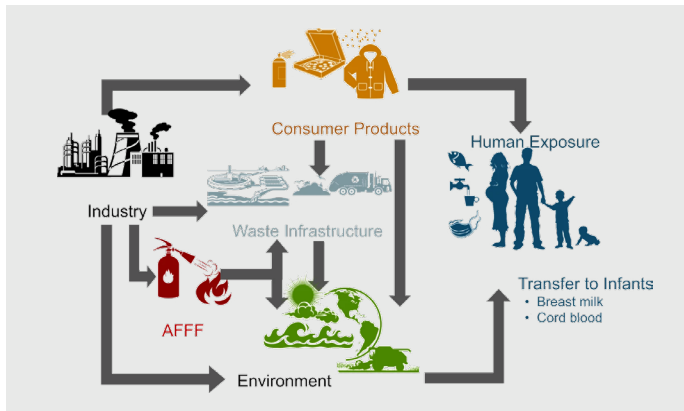 Consumer Products
Human Exposure
Industry
Waste Infrastructure
Transfer to Infants
• Breast milk
• Cord blood
AFFF
Environment